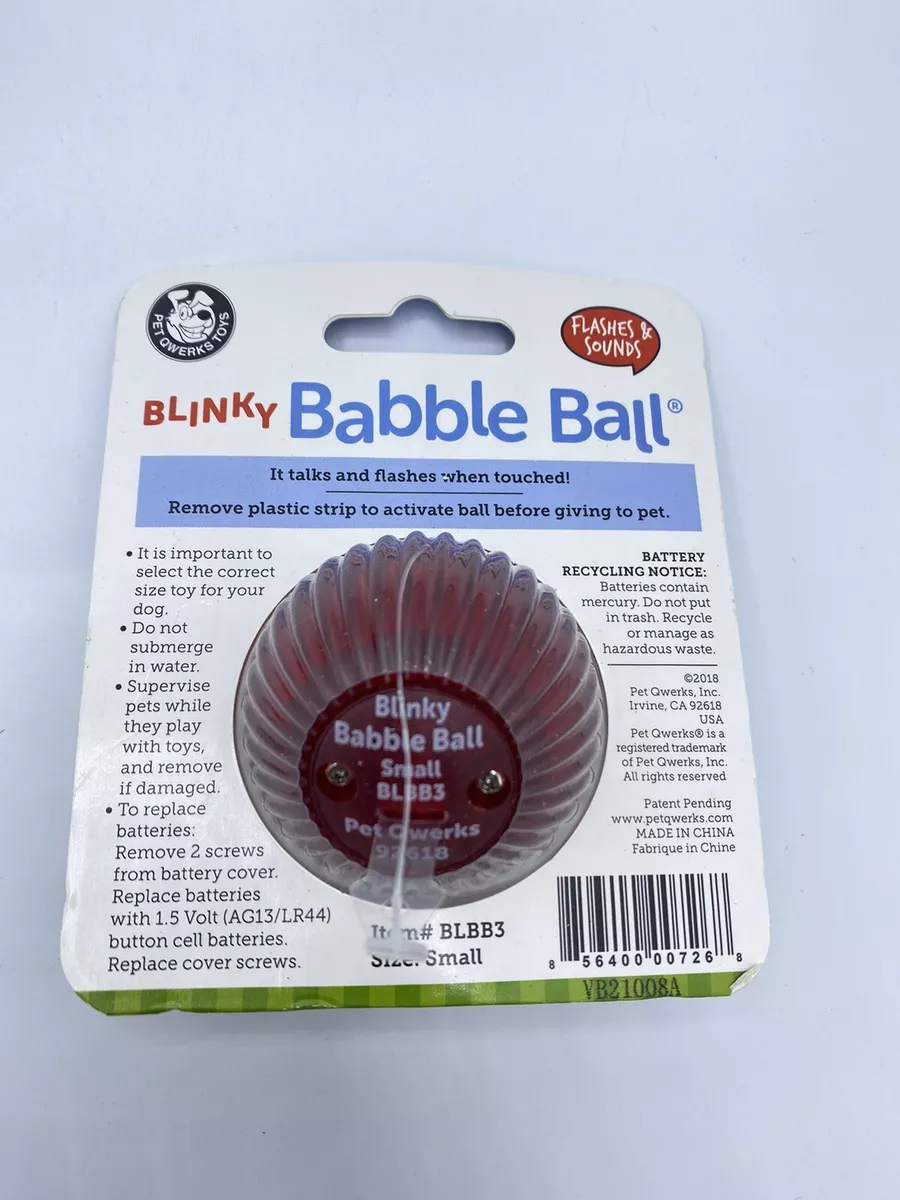 PET QWERKS TOYS
FLASHES &
SOUNDS
BLINKY Babble Ball®
It talks and flashes when touched!
Remove plastic strip to activate ball before giving to pet.
• It is important to
select the correct
size toy for your
dog.
• Do not
submerge
in water.
• Supervise
pets while
they play
with toys,
and remove
if damaged.
• To replace
batteries:
Remove 2 screws
from battery cover.
Replace batteries
with 1.5 Volt (AG13/LR44)
button cell batteries.
Replace cover screws.
Blinky
Babble Ball
Small
BLBB3
Pet Qwerks
92618
Item# BLBB3
Size: Small
BATTERY
RECYCLING NOTICE:
Batteries contain
mercury. Do not put
in trash. Recycle
or manage as
hazardous waste.
©2018
Pet Qwerks, Inc.
Irvine, CA 92618
USA
Pet Qwerks® is a
registered trademark
of Pet Qwerks, Inc.
All rights reserved
Patent Pending
www.petqwerks.com
MADE IN CHINA
Fabrique in Chine
8 56400 00726 8
VB21008A